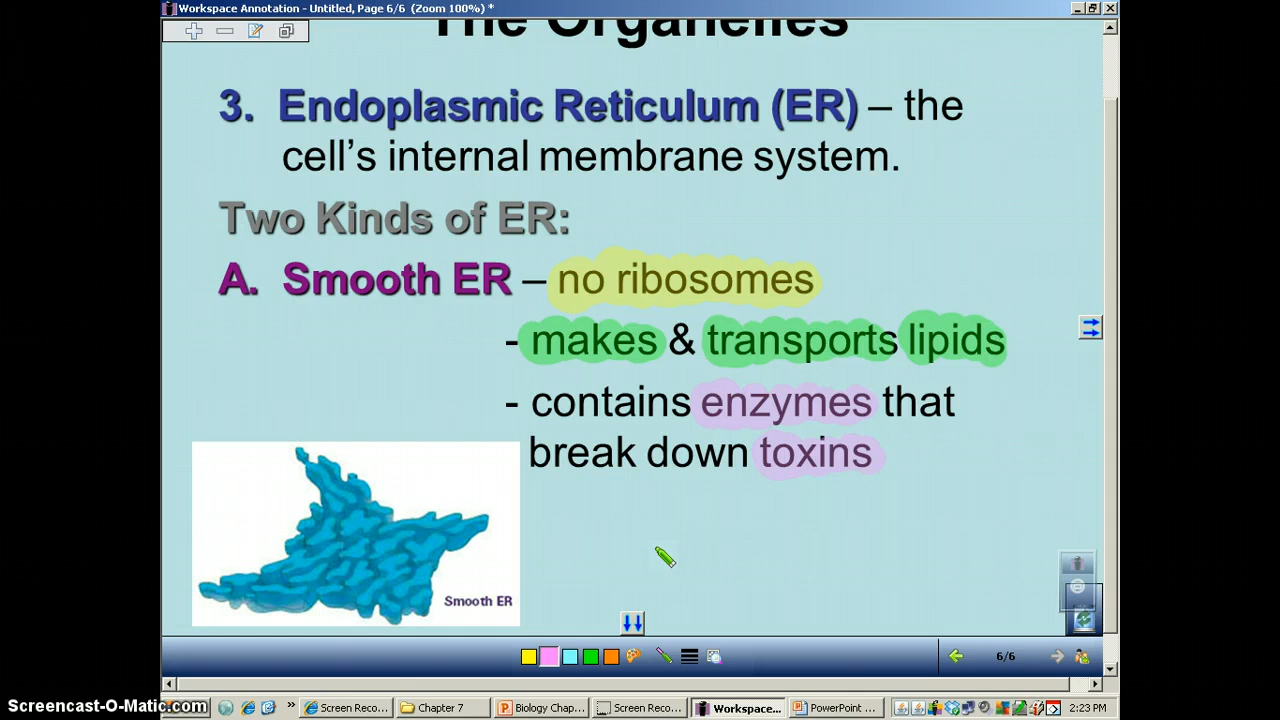 Workspace Annotation - Untitled, Page 6/6 (Zoom 100%) *
The Organelles
3. Endoplasmic Reticulum (ER) – the
cell's internal membrane system.
Two Kinds of ER:
A. Smooth ER – no ribosomes
- makes & transports lipids
- contains enzymes that
break down toxins
Smooth ER
6/6
Screencast-O-Matic.com
» Screen Reco... Chapter 7 Biology Chap... Screen Reco... Workspace... PowerPoint ... 2:23 PM